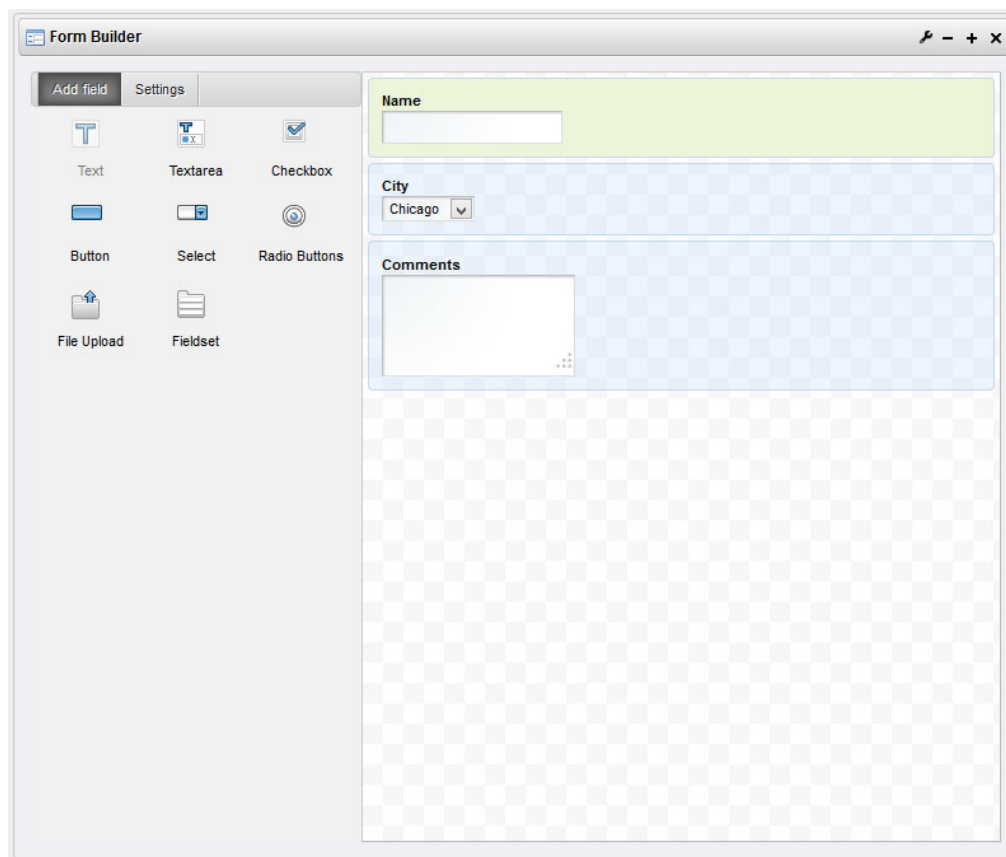 Form Builder
Add field Settings
Text Textarea Checkbox
Button Select Radio Buttons
File Upload Fieldset
Name
City
Chicago
Comments